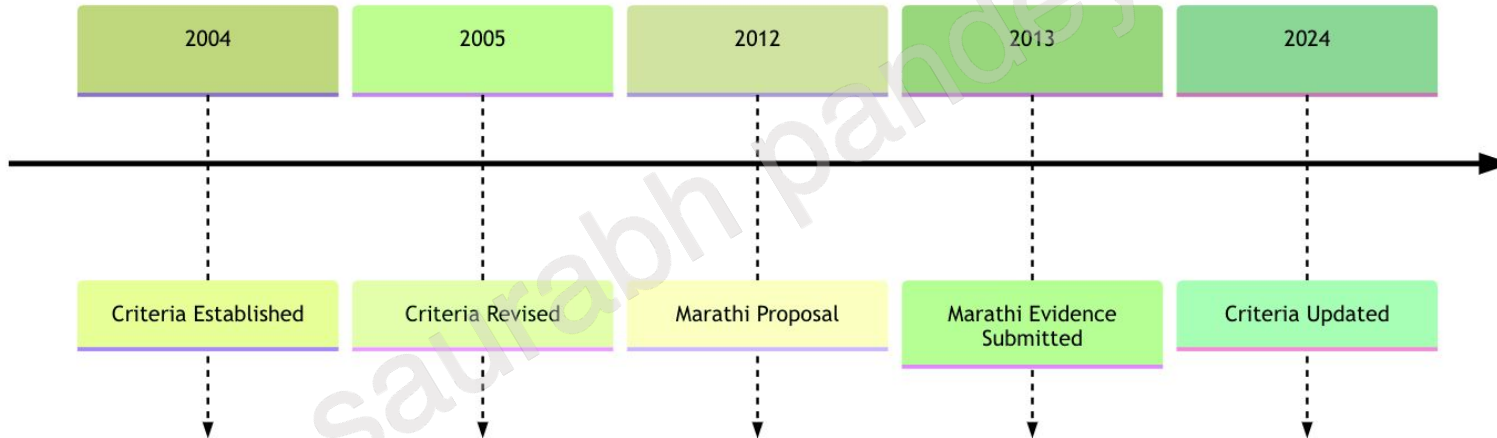 2004
2005
2012
2013
2024
Criteria Established
Criteria Revised
Marathi Proposal
Marathi Evidence
Submitted
Criteria Updated
saurabh pandey